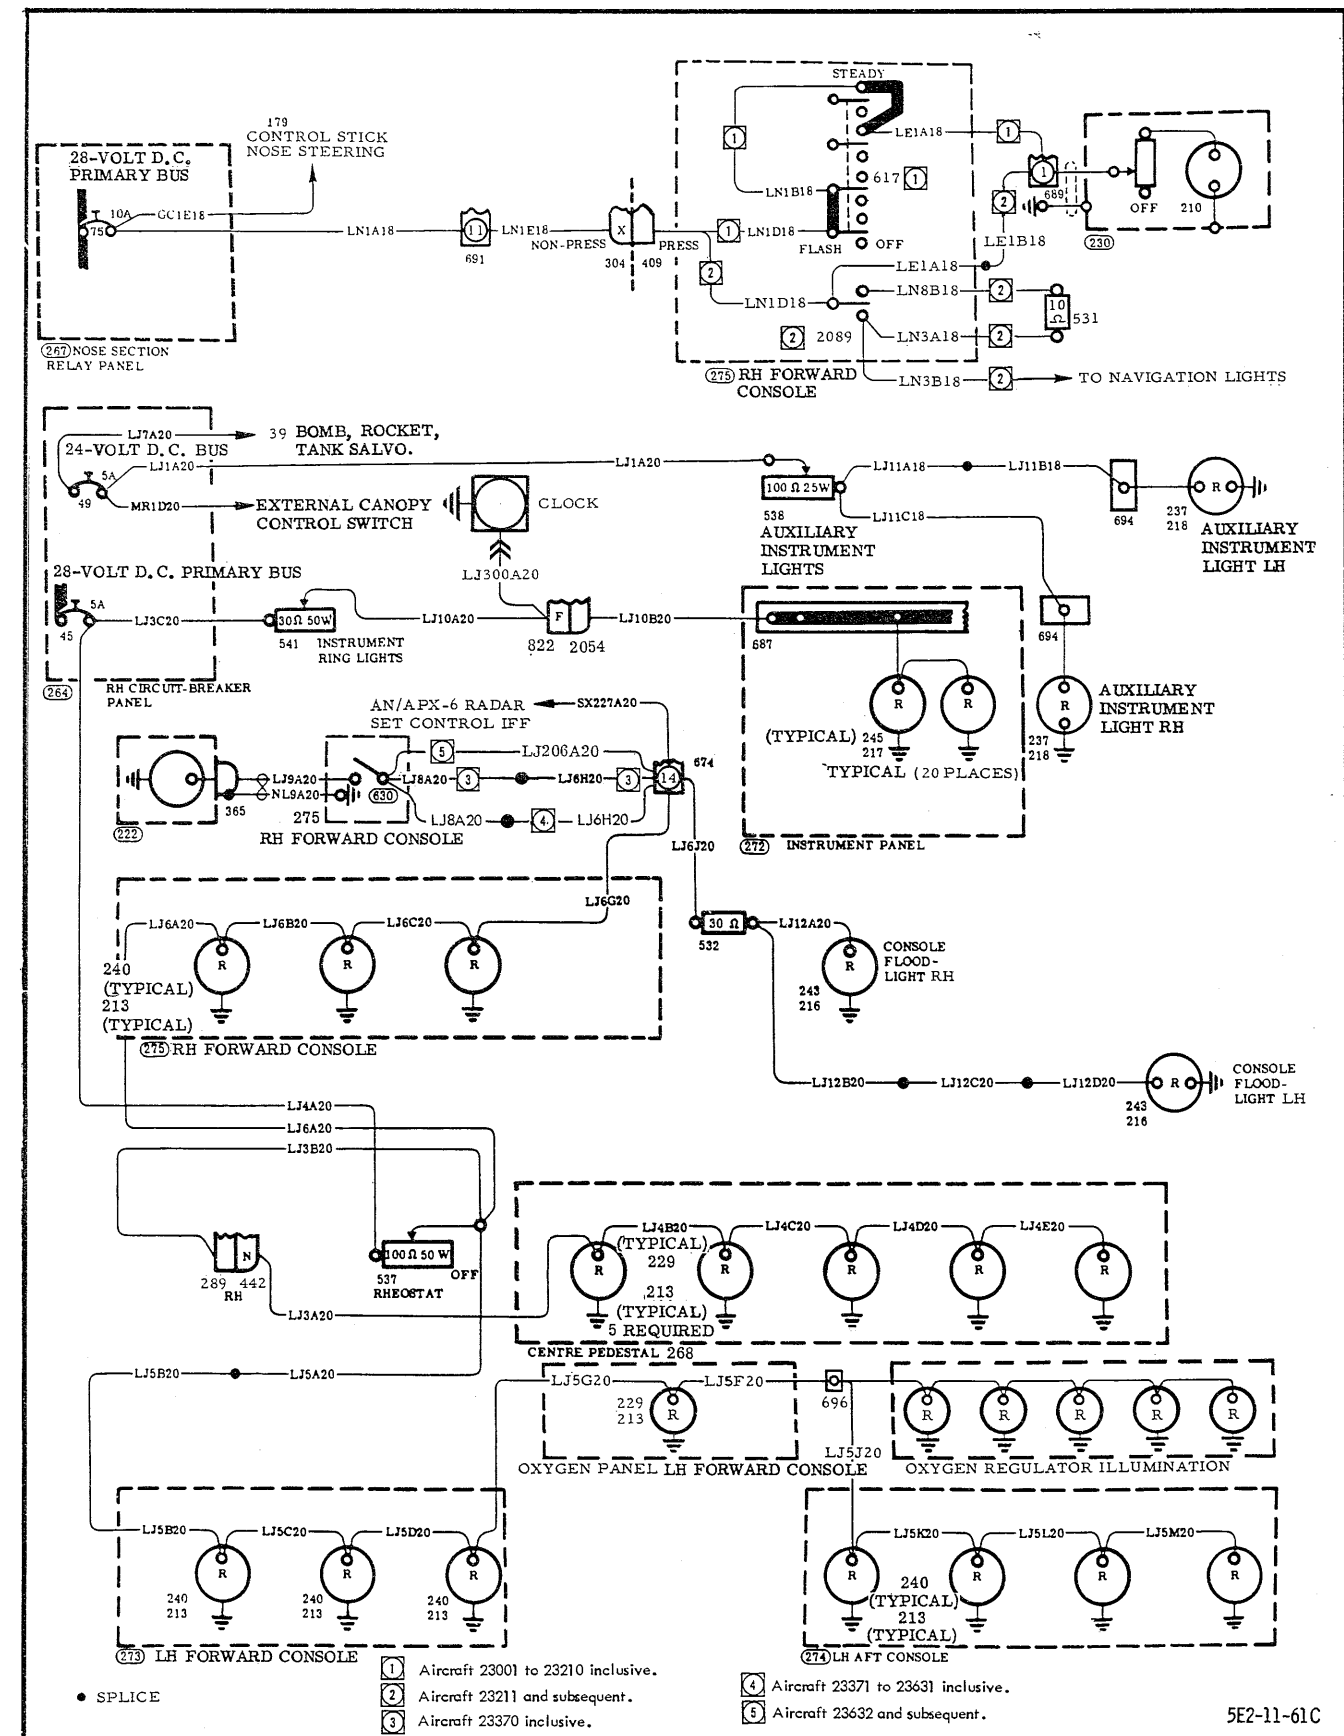 179
CONTROL STICK
NOSE STEERING
28-VOLT D.C.
PRIMARY BUS
10A
GC1E18
75
LN1A18
11
691
LN1E18
NON-PRESS
X
PRESS
304
409
267 NOSE SECTION
RELAY PANEL
STEADY
1
LN1B18
LE1A18
1
617 1
1
LN1D18
FLASH
OFF
2
LN1D18
LE1A18
LN8B18
2
LN3A18
2
2 2089
LN3B18
2
TO NAVIGATION LIGHTS
10
Ω
531
275 RH FORWARD
CONSOLE
1
689
2
LE1B18
OFF
210
230
LJ7A20
39 BOMB, ROCKET,
TANK SALVO.
24-VOLT D.C. BUS
5A
LJ1A20
49
MR1D20
EXTERNAL CANOPY
CONTROL SWITCH
CLOCK
LJ300A20
LJ1A20
100 Ω 25W
538
AUXILIARY
INSTRUMENT
LIGHTS
LJ11A18
LJ11B18
LJ11C18
694
R
237
218
AUXILIARY
INSTRUMENT
LIGHT LH
28-VOLT D.C. PRIMARY BUS
5A
45
LJ3C20
30Ω 50W
541
INSTRUMENT
RING LIGHTS
LJ10A20
F
822 2054
LJ10B20
687
694
264
RH CIRCUIT-BREAKER
PANEL
R
R
(TYPICAL) 245
217
TYPICAL (20 PLACES)
R
237
218
AUXILIARY
INSTRUMENT
LIGHT RH
272 INSTRUMENT PANEL
AN/APX-6 RADAR
SET CONTROL IFF
SX227A20
5
LJ206A20
674
14
LJ9A20
NL9A20
365
222
LJ8A20
3
LJ6H20
3
630
LJ8A20
4
LJ6H20
275
RH FORWARD CONSOLE
LJ6J20
LJ6G20
LJ6A20
LJ6B20
LJ6C20
R
R
R
240
(TYPICAL)
213
(TYPICAL)
275 RH FORWARD CONSOLE
30 Ω
532
LJ12A20
R
243
216
CONSOLE
FLOOD-
LIGHT RH
LJ12B20
LJ12C20
LJ12D20
R
243
216
CONSOLE
FLOOD-
LIGHT LH
LJ4A20
LJ6A20
LJ3B20
N
289 442
RH
100 Ω 50 W
537
OFF
RHEOSTAT
LJ3A20
LJ4B20
LJ4C20
LJ4D20
LJ4E20
(TYPICAL)
229
R
R
R
R
R
213
(TYPICAL)
5 REQUIRED
CENTRE PEDESTAL 268
LJ5B20
LJ5A20
LJ5G20
LJ5F20
229
213
R
696
LJ5J20
R
R
R
R
R
OXYGEN PANEL LH FORWARD CONSOLE
OXYGEN REGULATOR ILLUMINATION
LJ5B20
LJ5C20
LJ5D20
R
R
R
240
213
240
213
240
213
273 LH FORWARD CONSOLE
LJ5K20
LJ5L20
LJ5M20
R
R
R
R
240
(TYPICAL)
213
(TYPICAL)
274 LH AFT CONSOLE
● SPLICE
1 Aircraft 23001 to 23210 inclusive.
2 Aircraft 23211 and subsequent.
3 Aircraft 23370 inclusive.
4 Aircraft 23371 to 23631 inclusive.
5 Aircraft 23632 and subsequent.
5E2-11-61C